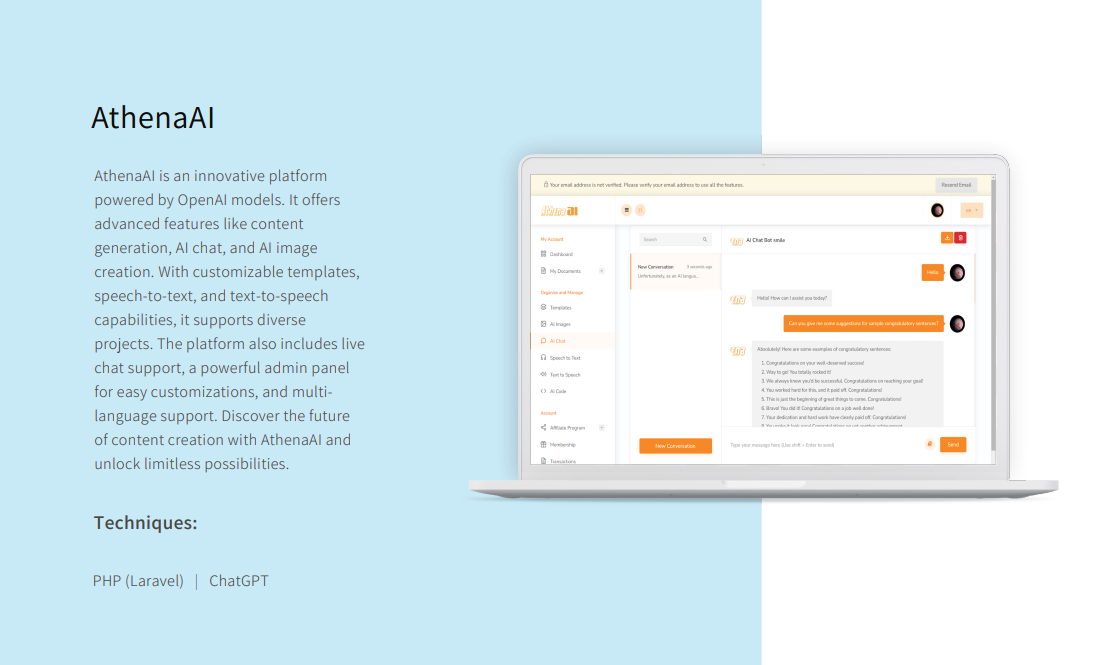 AthenaAI
AthenaAI is an innovative platform
powered by OpenAI models. It offers
advanced features like content
generation, AI chat, and AI image
creation. With customizable templates,
speech-to-text, and text-to-speech
capabilities, it supports diverse
projects. The platform also includes live
chat support, a powerful admin panel
for easy customizations, and multi-
language support. Discover the future
of content creation with AthenaAI and
unlock limitless possibilities.
Techniques:
PHP (Laravel) | ChatGPT
Your email address is not verified. Please verify your email address to use all the features.
Resend Email
Athena AI
My Account
Dashboard
My Documents
Organize and Manage
Templates
AI Images
AI Chat
Speech to Text
Text to Speech
AI Code
Account
Affiliate Program
Membership
Transactions
Search
New Conversation
3 seconds ago
Unfortunately, as an AI langua...
New Conversation
AI Chat Bot smile
Hello
Hello! How can I assist you today?
Can you give me some suggestions for sample congratulatory sentences?
Absolutely! Here are some examples of congratulatory sentences:
1. Congratulations on your well-deserved success!
2. Way to go! You totally rocked it!
3. We always knew you'd be successful. Congratulations on reaching your goal!
4. You worked hard for this, and it paid off. Congratulations!
5. This is just the beginning of great things to come. Congratulations!
6. Bravo! You did it! Congratulations on a job well done!
7. Your dedication and hard work have clearly paid off. Congratulations!
Type your message here (Use shift + Enter to send)
Send